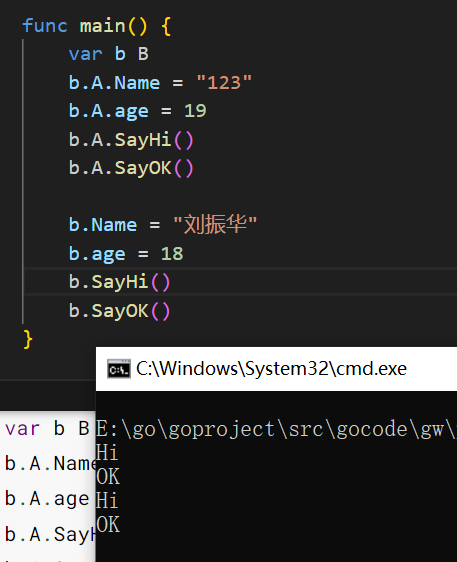 func main() {
var b B
b.A.Name = "123"
b.A.age = 19
b.A.SayHi()
b.A.SayOK()
b.Name = "刘振华"
b.age = 18
b.SayHi()
b.SayOK()
}
C:\Windows\System32\cmd.exe
E:\go\goproject\src\gocode\gw\
Hi
OK
Hi
OK
var b B
b.A.Name
b.A.age
b.A.SayH